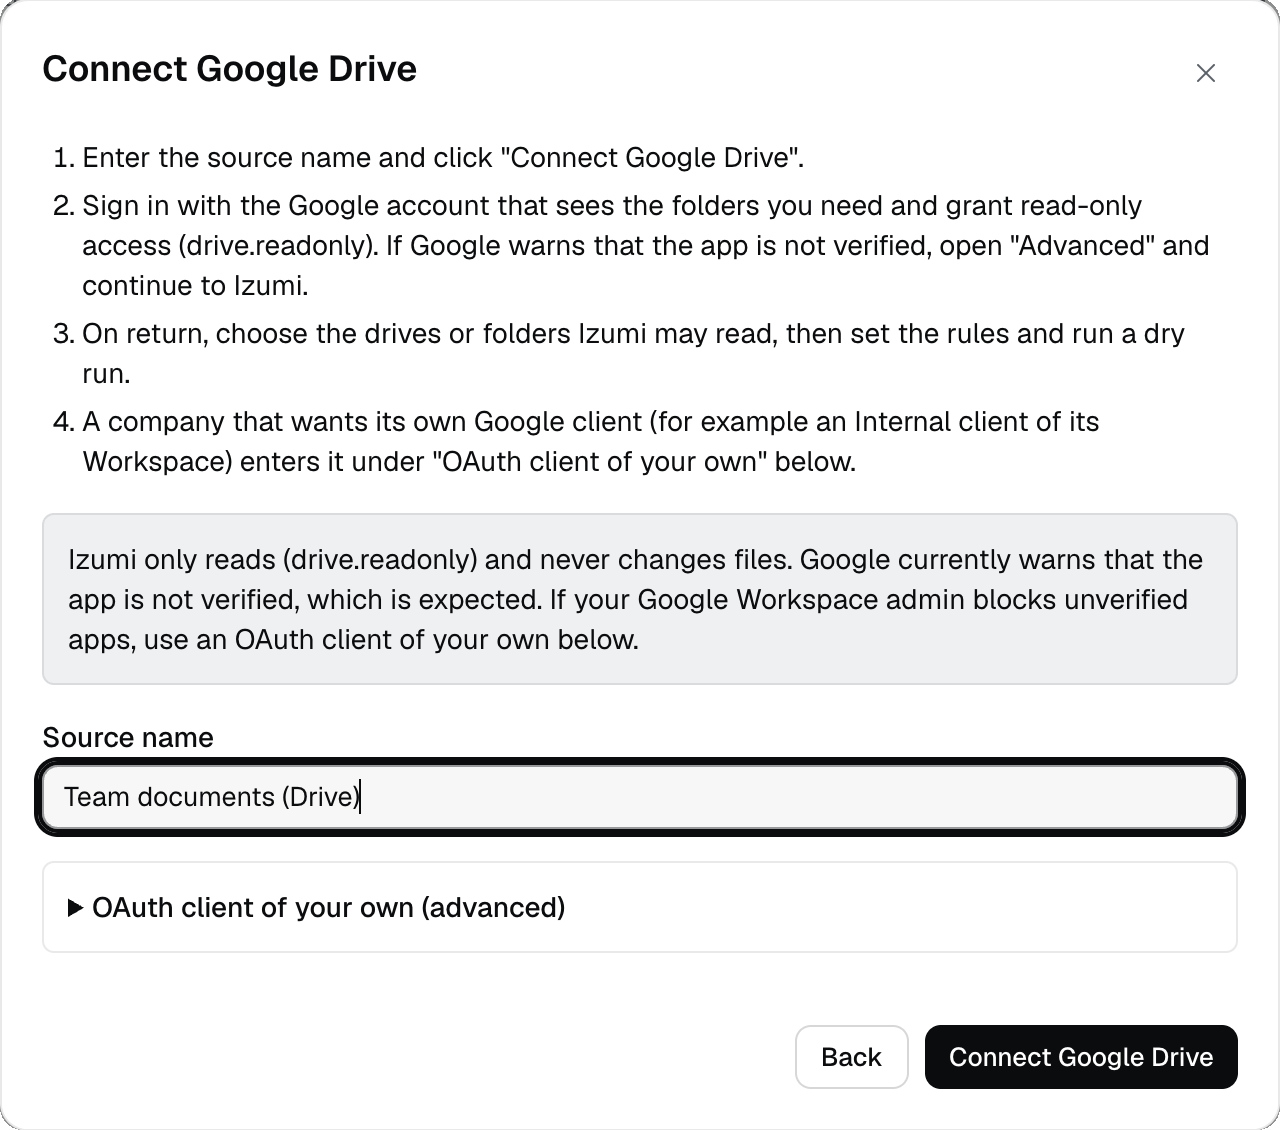 Connect Google Drive
1. Enter the source name and click "Connect Google Drive".
2. Sign in with the Google account that sees the folders you need and grant read-only
access (drive.readonly). If Google warns that the app is not verified, open "Advanced" and
continue to Izumi.
3. On return, choose the drives or folders Izumi may read, then set the rules and run a dry
run.
4. A company that wants its own Google client (for example an Internal client of its
Workspace) enters it under "OAuth client of your own" below.
Izumi only reads (drive.readonly) and never changes files. Google currently warns that the
app is not verified, which is expected. If your Google Workspace admin blocks unverified
apps, use an OAuth client of your own below.
Source name
Team documents (Drive)
OAuth client of your own (advanced)
Back
Connect Google Drive